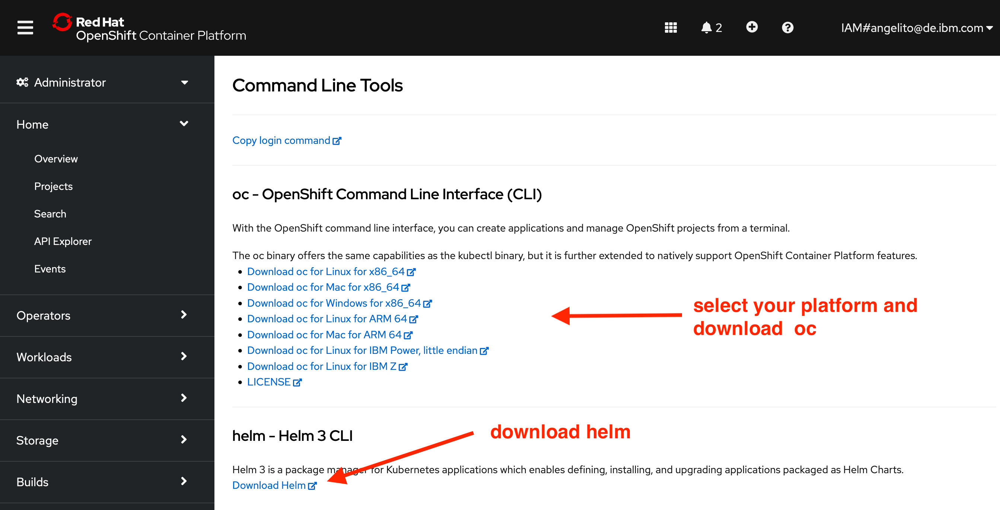 Red Hat
OpenShift Container Platform
2
IAM#angelito@de.ibm.com
Administrator
Home
Overview
Projects
Search
API Explorer
Events
Operators
Workloads
Networking
Storage
Builds
Command Line Tools
Copy login command
oc - OpenShift Command Line Interface (CLI)
With the OpenShift command line interface, you can create applications and manage OpenShift projects from a terminal.
The oc binary offers the same capabilities as the kubectl binary, but it is further extended to natively support OpenShift Container Platform features.
Download oc for Linux for x86_64
Download oc for Mac for x86_64
Download oc for Windows for x86_64
Download oc for Linux for ARM 64
Download oc for Mac for ARM 64
Download oc for Linux for IBM Power, little endian
Download oc for Linux for IBM Z
LICENSE
select your platform and
download oc
helm - Helm 3 CLI
download helm
Helm 3 is a package manager for Kubernetes applications which enables defining, installing, and upgrading applications packaged as Helm Charts.
Download Helm